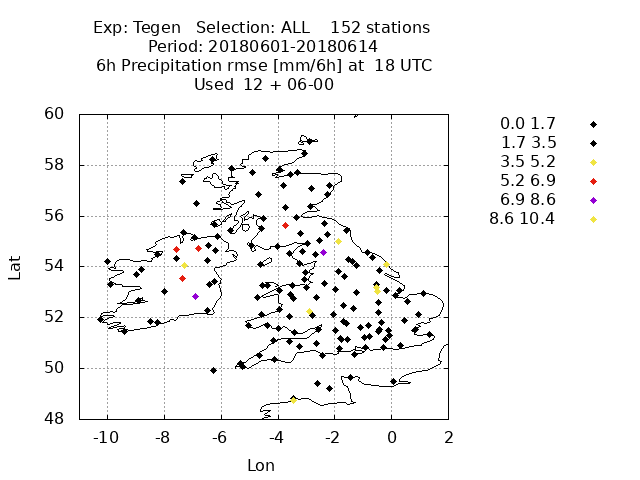 Exp: Tegen   Selection: ALL    152 stations
Period: 20180601-20180614
6h Precipitation rmse [mm/6h] at  18 UTC
Used  12 + 06-00
60
58
56
54
52
50
48
Lat
-10 -8 -6 -4 -2 0 2
Lon
0.0 1.7
1.7 3.5
3.5 5.2
5.2 6.9
6.9 8.6
8.6 10.4